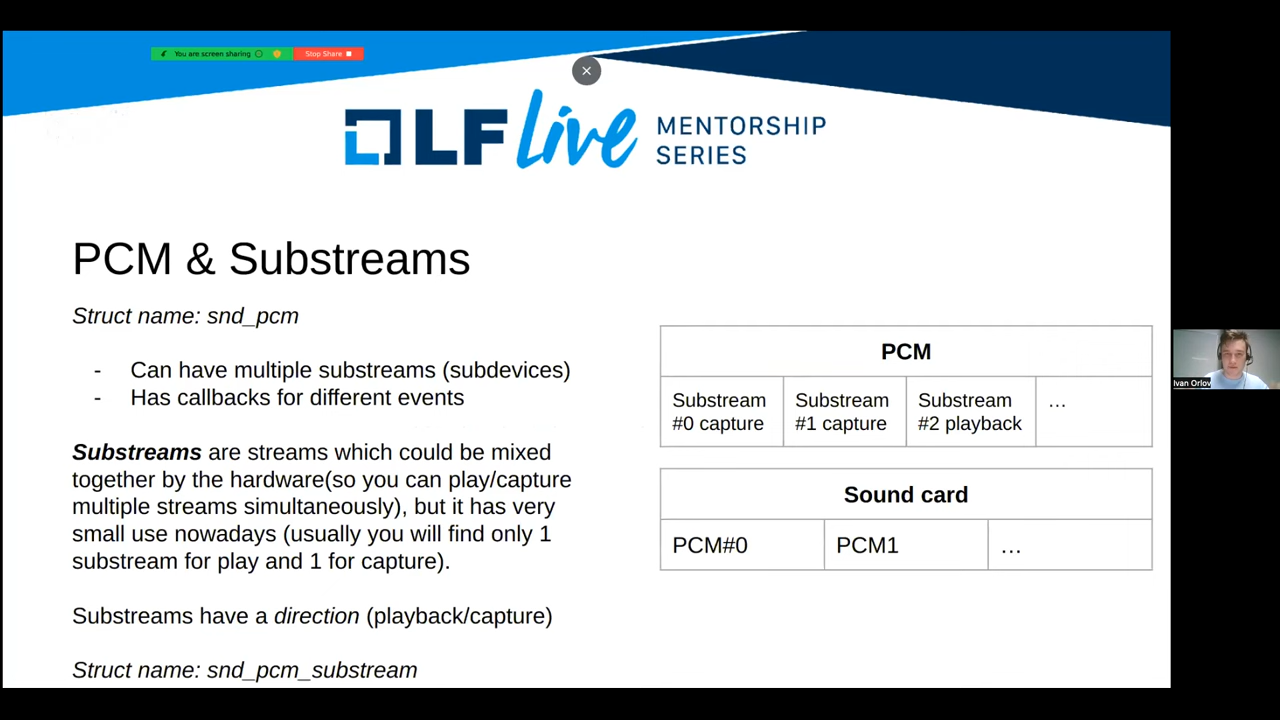 You are screen sharing
Stop Share
LF live MENTORSHIP
SERIES
PCM & Substreams
Struct name: snd_pcm
- Can have multiple substreams (subdevices)
- Has callbacks for different events
Substreams are streams which could be mixed
together by the hardware(so you can play/capture
multiple streams simultaneously), but it has very
small use nowadays (usually you will find only 1
substream for play and 1 for capture).
Substreams have a direction (playback/capture)
Struct name: snd_pcm_substream
PCM
Substream
#0 capture
Substream
#1 capture
Substream
#2 playback
…
Sound card
PCM#0
PCM1
…
Ivan Orlov